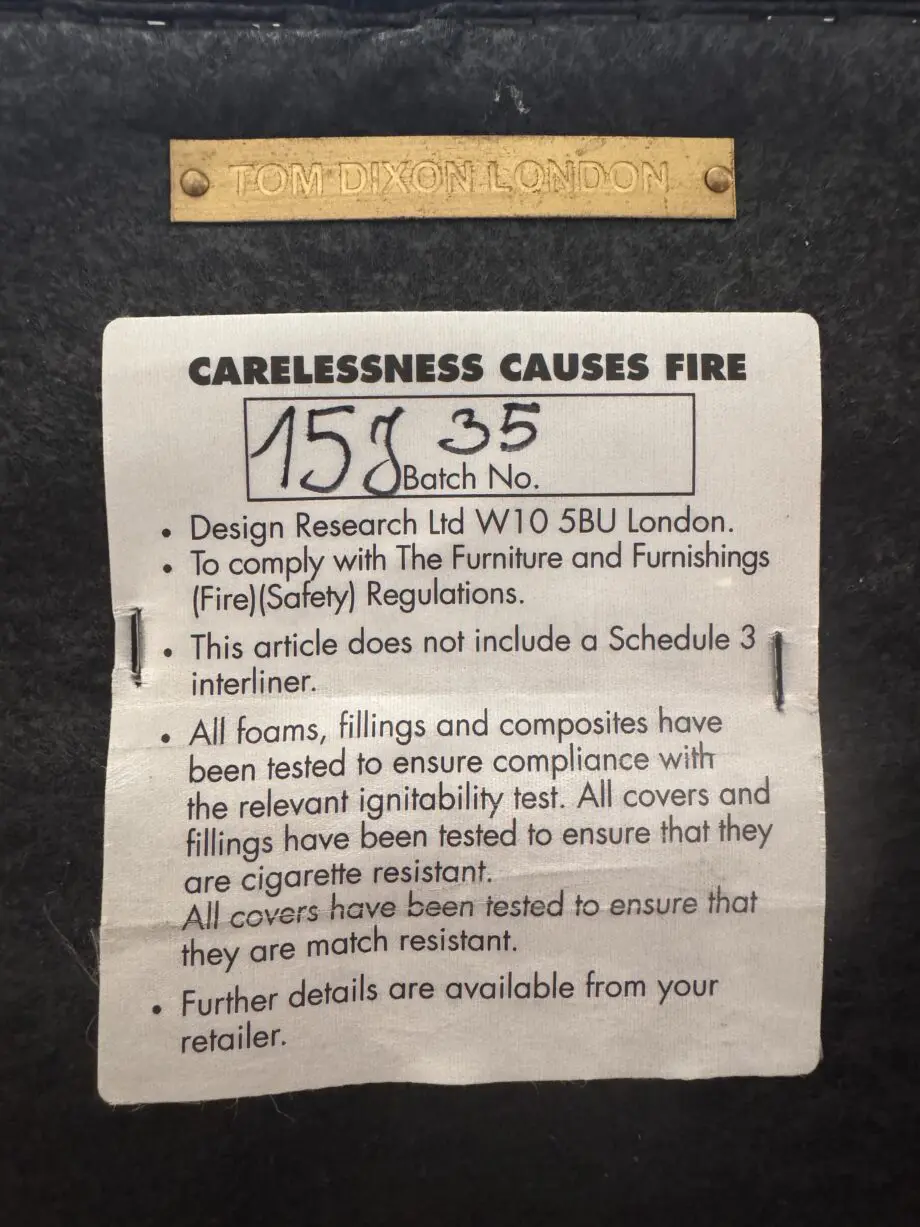 TOM DIXON LONDON
CARELESSNESS CAUSES FIRE
35
Batch No.
• Design Research Ltd W10 5BU London.
• To comply with The Furniture and Furnishings
(Fire)(Safety) Regulations.
• This article does not include a Schedule 3
interliner.
• All foams, fillings and composites have
been tested to ensure compliance with
the relevant ignitability test. All covers and
fillings have been tested to ensure that they
are cigarette resistant.
All covers have been tested to ensure that
they are match resistant.
• Further details are available from your
retailer.